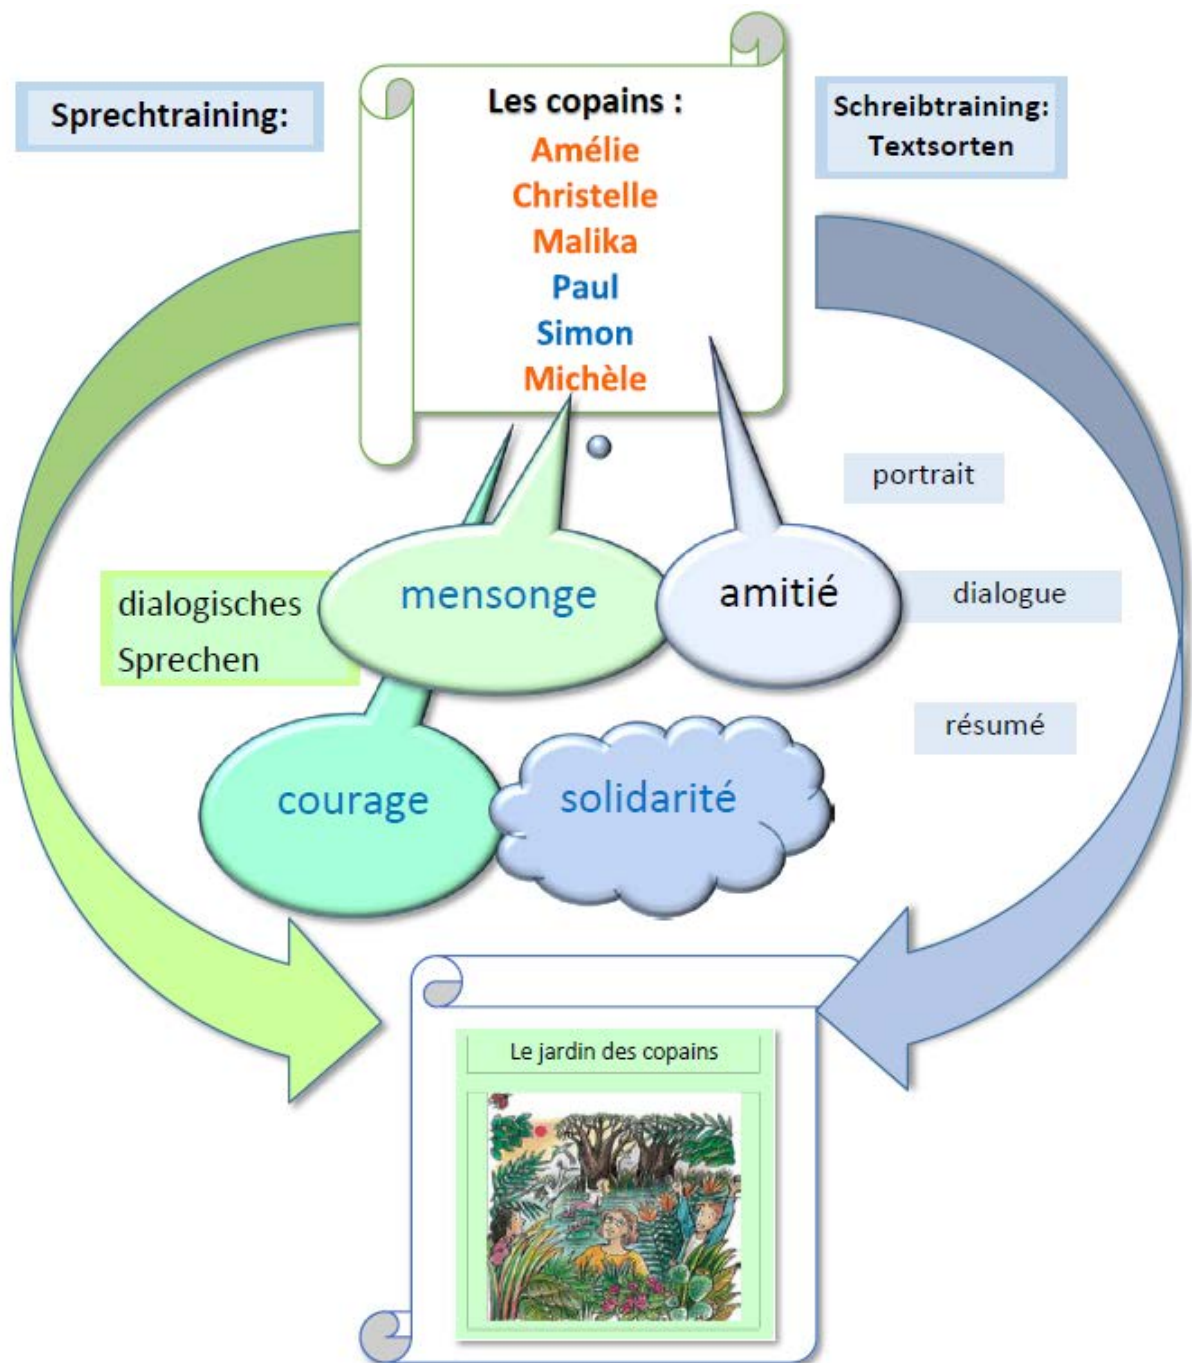 Sprechtraining:
Les copains :
Amélie
Christelle
Malika
Paul
Simon
Michèle
Schreibtraining:
Textsorten
portrait
dialogisches
Sprechen
mensonge
amitié
dialogue
résumé
courage
solidarité
Le jardin des copains